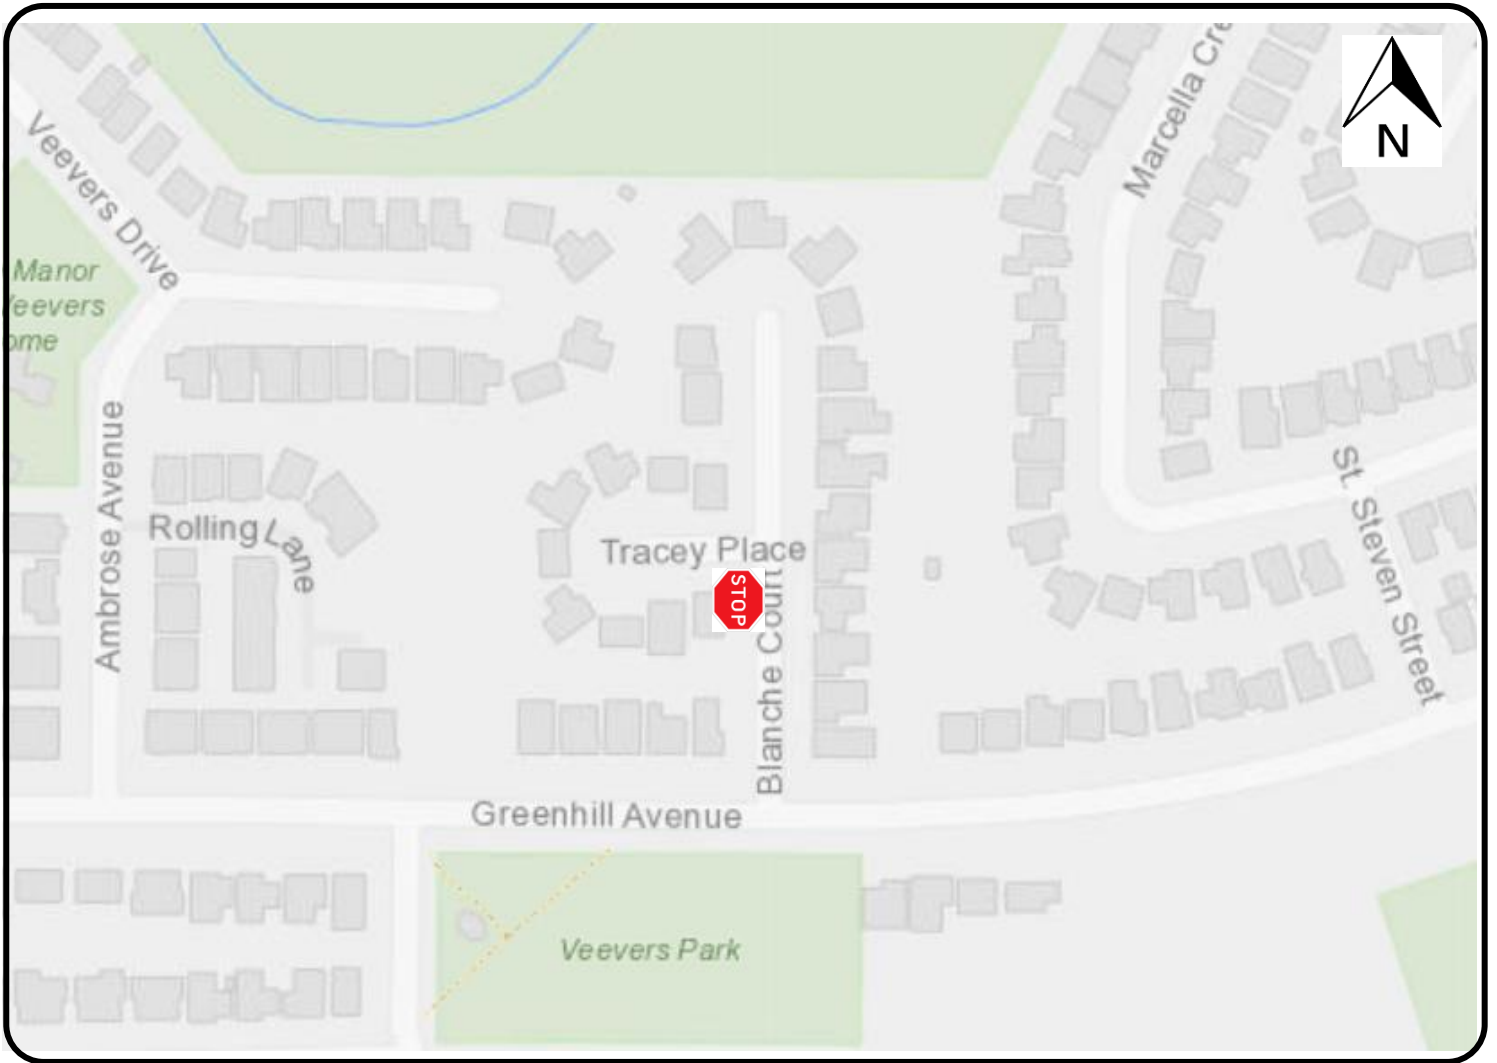 Marcella Cre
N
Veevers Drive
Manor
Veevers
ome
Ambrose Avenue
Rolling Lane
Tracey Place
STOP
Blanche Court
St. Steven Street
Greenhill Avenue
Veevers Park